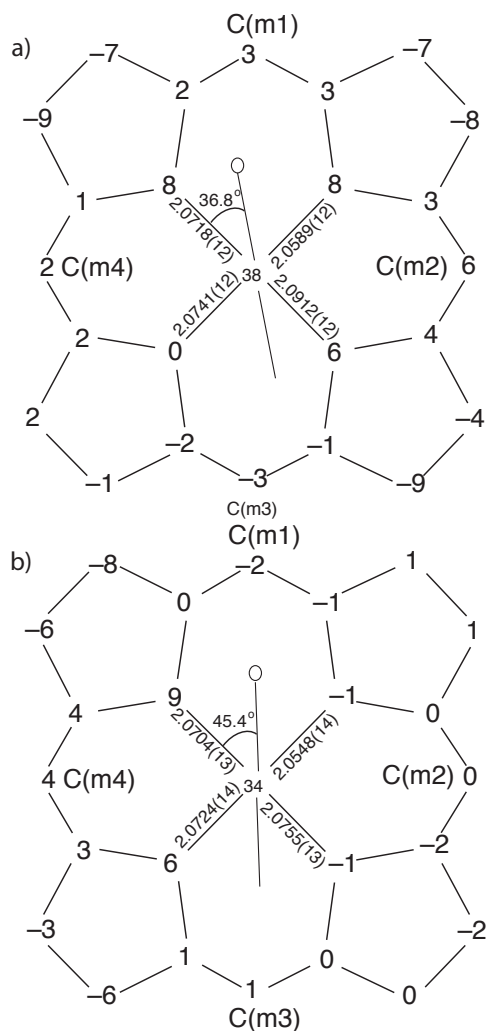 C(m1)
a) –7 3 –7
2 3
–9 –8
8 36.8° 8
1 3
2.0718(12) 2.0589(12)
2 C(m4) 38 C(m2) 6
2.0741(12) 2.0912(12)
2 4
0 6
2 –4
–2 –1
–1 –3 –9
C(m3)
C(m1)
b) –8 –2 1
0 –1
–6 1
9 –1
4 45.4° 0
2.0704(13) 2.0548(14)
4 C(m4) 34 C(m2) 0
2.0724(14) 2.0755(13)
3 –2
6 –1
–3 –2
1 0
–6 1 0
C(m3)